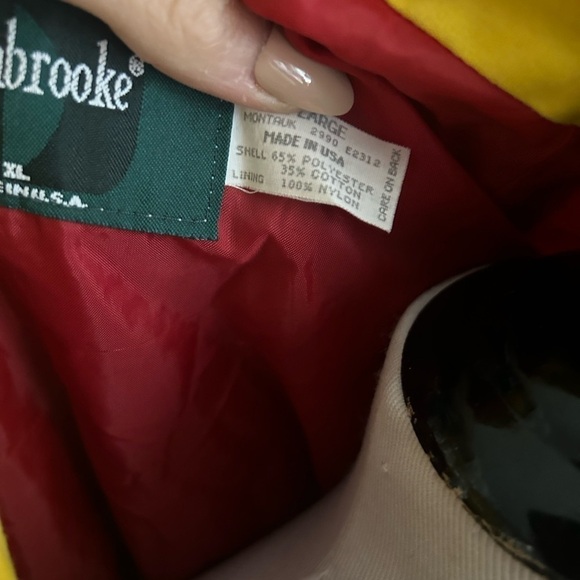 brooke®
XL
E IN U.S.A.
LARGE
MONTAUK 2990 E2312
MADE IN USA
SHELL 65% POLYESTER
35% COTTON
LINING 100% NYLON
CARE ON BACK